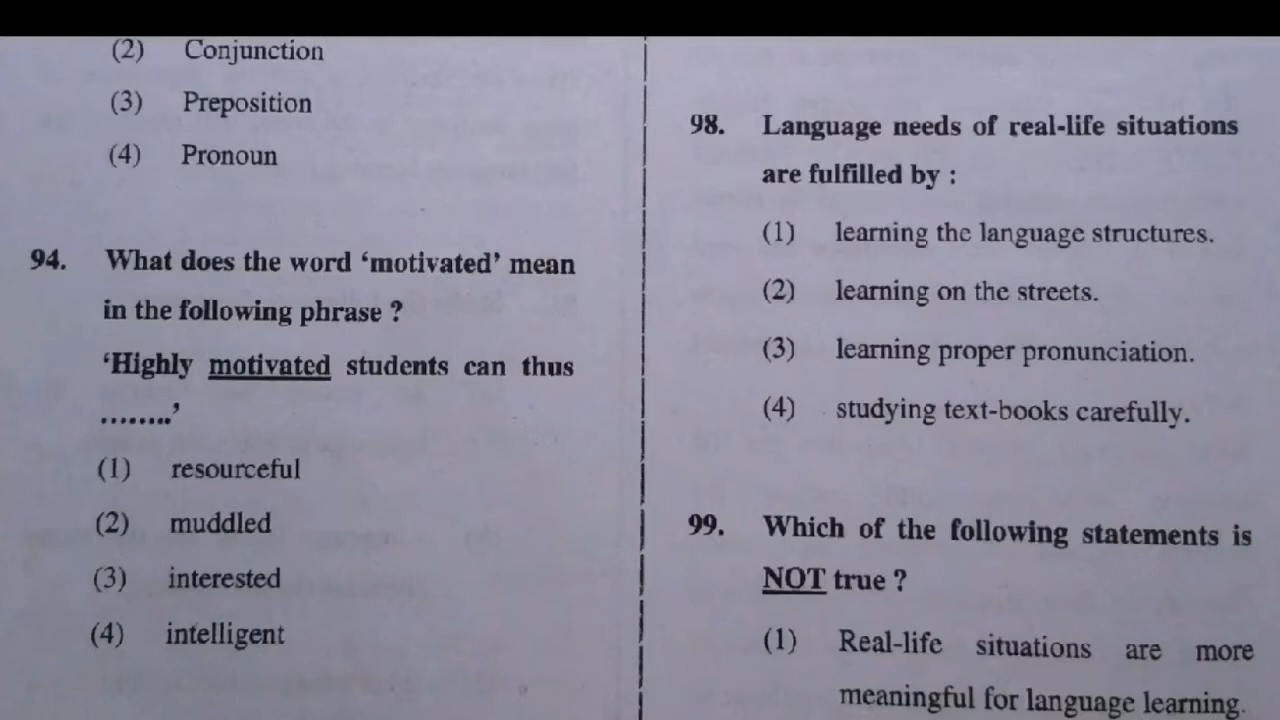 (2) Conjunction
(3) Preposition
(4) Pronoun
94. What does the word ‘motivated’ mean
in the following phrase ?
‘Highly motivated students can thus
........’
(1) resourceful
(2) muddled
(3) interested
(4) intelligent
98. Language needs of real-life situations
are fulfilled by :
(1) learning the language structures.
(2) learning on the streets.
(3) learning proper pronunciation.
(4) studying text-books carefully.
99. Which of the following statements is
NOT true ?
(1) Real-life situations are more
meaningful for language learning.